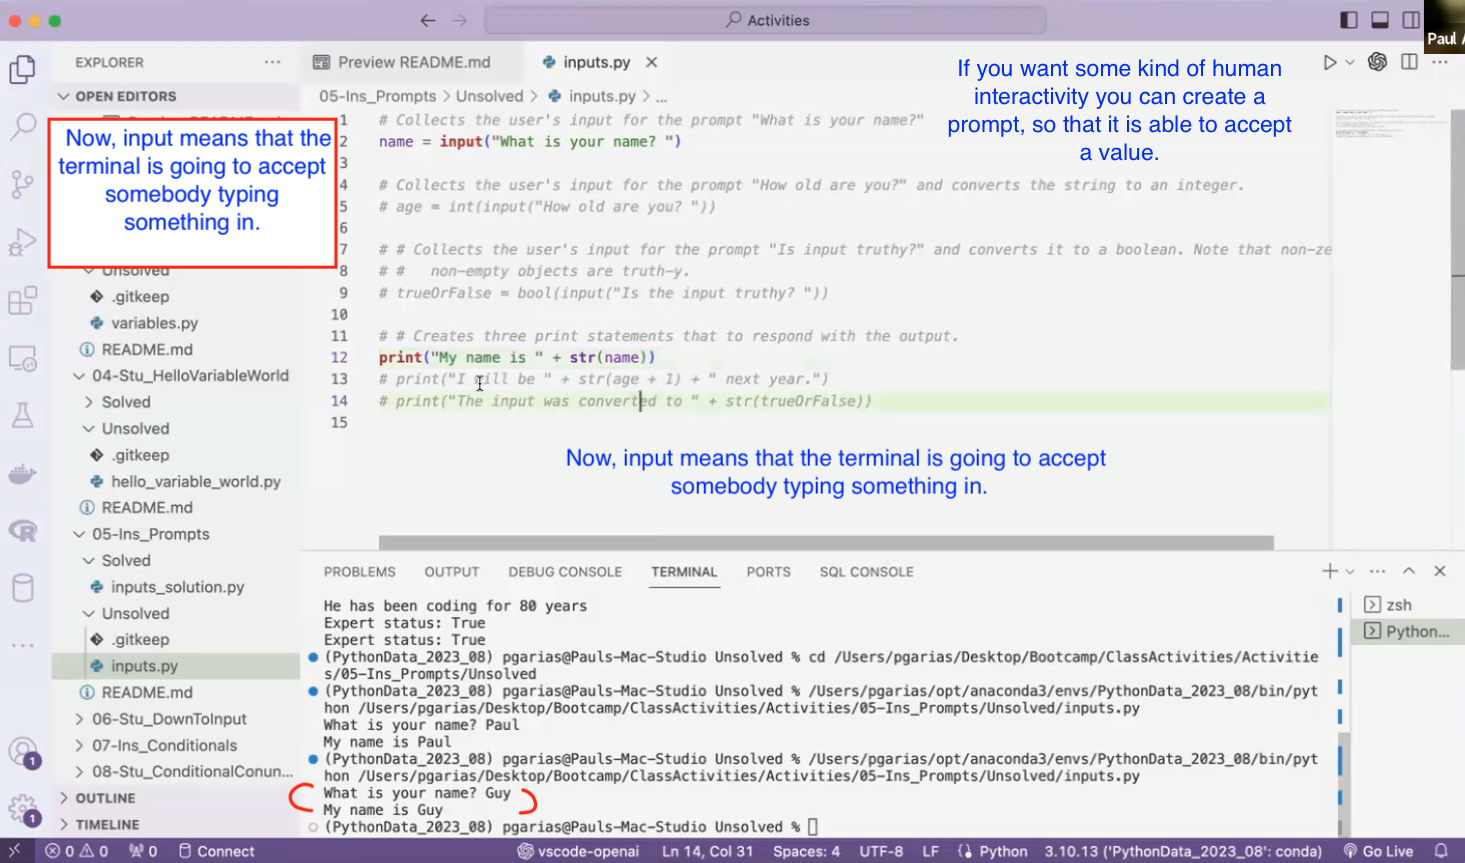 Activities
Paul A
EXPLORER
Preview README.md
inputs.py
OPEN EDITORS
05-Ins_Prompts > Unsolved > inputs.py > ...
If you want some kind of human
interactivity you can create a
prompt, so that it is able to accept
a value.
Now, input means that the
terminal is going to accept
somebody typing
something in.
Unsolved
.gitkeep
variables.py
README.md
04-Stu_HelloVariableWorld
Solved
Unsolved
.gitkeep
hello_variable_world.py
README.md
05-Ins_Prompts
Solved
inputs_solution.py
Unsolved
.gitkeep
inputs.py
README.md
06-Stu_DownToInput
07-Ins_Conditionals
08-Stu_ConditionalConun...
OUTLINE
TIMELINE
1 # Collects the user's input for the prompt "What is your name?"
2 name = input("What is your name? ")
3
4 # Collects the user's input for the prompt "How old are you?" and converts the string to an integer.
5 # age = int(input("How old are you? "))
6
7 # # Collects the user's input for the prompt "Is input truthy?" and converts it to a boolean. Note that non-ze
8 # #   non-empty objects are truth-y.
9 # trueOrFalse = bool(input("Is the input truthy? "))
10
11 # # Creates three print statements that to respond with the output.
12 print("My name is " + str(name))
13 # print("I will be " + str(age + 1) + " next year.")
14 # print("The input was converted to " + str(trueOrFalse))
15
Now, input means that the terminal is going to accept
somebody typing something in.
PROBLEMS OUTPUT DEBUG CONSOLE TERMINAL PORTS SQL CONSOLE
He has been coding for 80 years
Expert status: True
Expert status: True
(PythonData_2023_08) pgarias@Pauls-Mac-Studio Unsolved % cd /Users/pgarias/Desktop/Bootcamp/ClassActivities/Activitie
s/05-Ins_Prompts/Unsolved
(PythonData_2023_08) pgarias@Pauls-Mac-Studio Unsolved % /Users/pgarias/opt/anaconda3/envs/PythonData_2023_08/bin/pyt
hon /Users/pgarias/Desktop/Bootcamp/ClassActivities/Activities/05-Ins_Prompts/Unsolved/inputs.py
What is your name? Paul
My name is Paul
(PythonData_2023_08) pgarias@Pauls-Mac-Studio Unsolved % /Users/pgarias/opt/anaconda3/envs/PythonData_2023_08/bin/pyt
hon /Users/pgarias/Desktop/Bootcamp/ClassActivities/Activities/05-Ins_Prompts/Unsolved/inputs.py
What is your name? Guy
My name is Guy
(PythonData_2023_08) pgarias@Pauls-Mac-Studio Unsolved %
zsh
Python...
1
1
0 0 0 Connect vscode-openai Ln 14, Col 31 Spaces: 4 UTF-8 LF Python 3.10.13 ('PythonData_2023_08': conda) Go Live